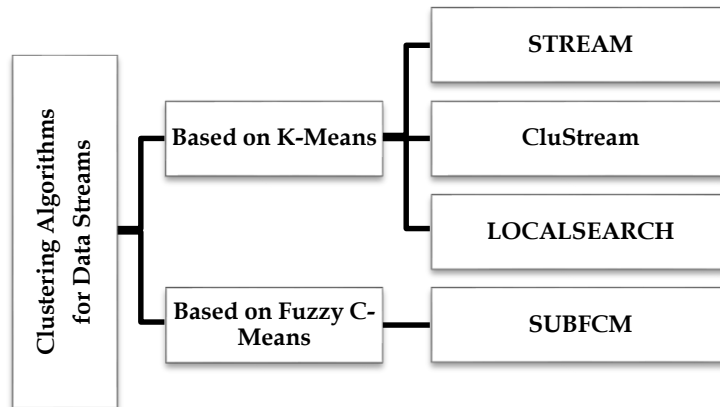 Clustering Algorithms
for Data Streams
Based on K-Means
STREAM
CluStream
LOCALSEARCH
Based on Fuzzy C-
Means
SUBFCM